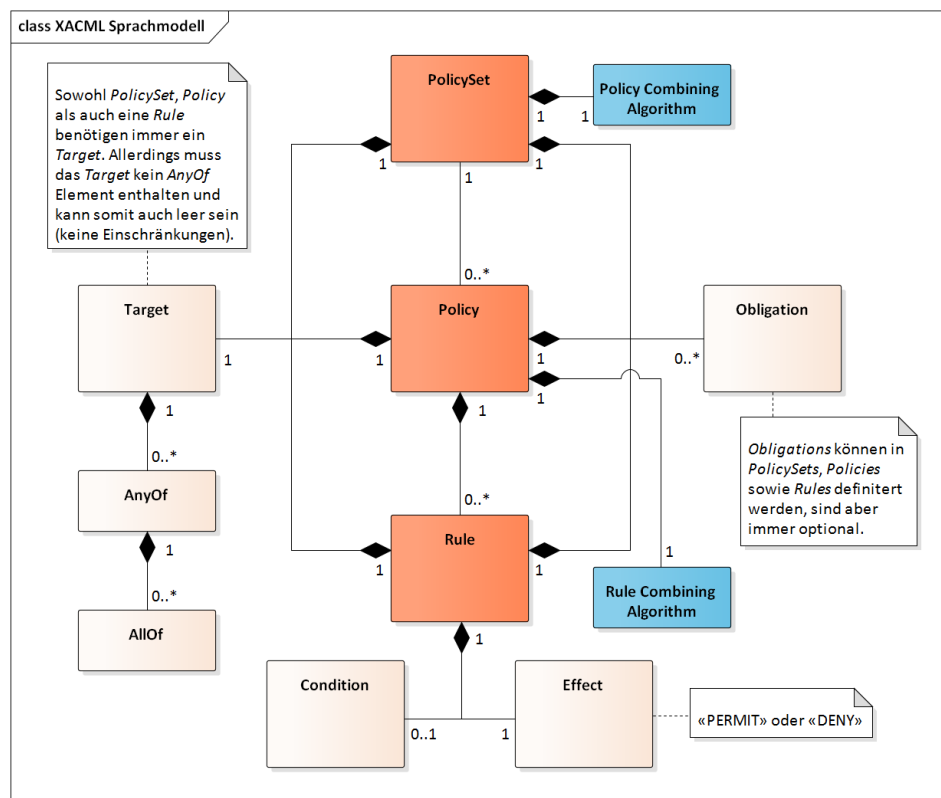 class XACML Sprachmodell
Sowohl PolicySet, Policy
als auch eine Rule
benötigen immer ein
Target. Allerdings muss
das Target kein AnyOf
Element enthalten und
kann somit auch leer sein
(keine Einschränkungen).
PolicySet
1
1
1
1
1
Policy Combining
Algorithm
0..*
Target
1
1
Policy
1
1
1
1
Obligation
0..*
Obligations können in
PolicySets, Policies
sowie Rules definitert
werden, sind aber
immer optional.
0..*
AnyOf
1
0..*
AllOf
0..*
Rule
1
1
1
1
Rule Combining
Algorithm
Condition
0..1
Effect
1
«PERMIT» oder «DENY»